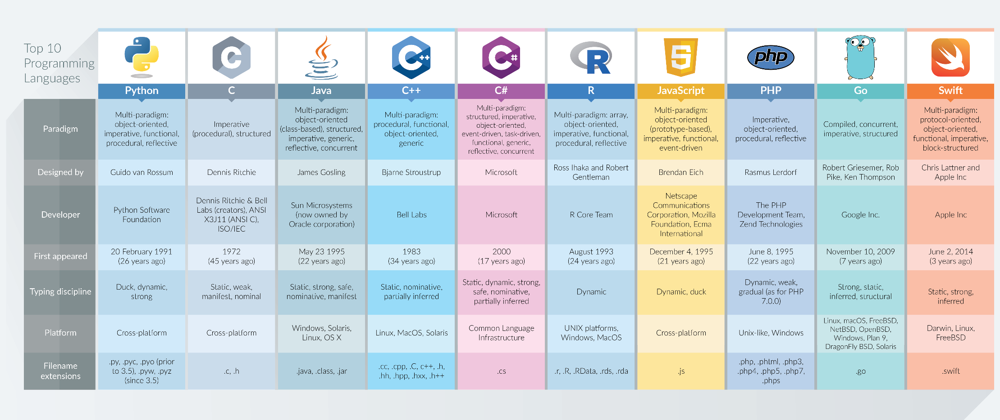 Top 10
Programming
Languages
php
Python
C
Java
C++
C#
R
JavaScript
PHP
Go
Swift
Paradigm
Multi-paradigm:
object-oriented,
imperative, functional,
procedural, reflective
Imperative
(procedural), structured
Multi-paradigm:
object-oriented
(class-based), structured,
imperative, generic,
reflective, concurrent
Multi-paradigm:
procedural, functional,
object-oriented,
generic
Multi-paradigm:
structured, imperative,
object-oriented,
event-driven, task-driven,
functional, generic,
reflective, concurrent
Multi-paradigm: array,
object-oriented,
imperative, functional,
procedural, reflective
Multi-paradigm:
object-oriented
(prototype-based),
imperative, functional,
event-driven
Imperative,
object-oriented,
procedural, reflective
Compiled, concurrent,
imperative, structured
Multi-paradigm:
protocol-oriented,
object-oriented,
functional, imperative,
block-structured
Designed by
Guido van Rossum
Dennis Ritchie
James Gosling
Bjarne Stroustrup
Microsoft
Ross Ihaka and Robert
Gentleman
Brendan Eich
Rasmus Lerdorf
Robert Griesemer, Rob
Pike, Ken Thompson
Chris Lattner and
Apple Inc
Developer
Python Software
Foundation
Dennis Ritchie & Bell
Labs (creators), ANSI
X3J11 (ANSI C),
ISO/IEC
Sun Microsystems
(now owned by
Oracle corporation)
Bell Labs
Microsoft
R Core Team
Netscape
Communications
Corporation, Mozilla
Foundation, Ecma
International
The PHP
Development Team,
Zend Technologies
Google Inc.
Apple Inc
First appeared
20 February 1991
(26 years ago)
1972
(45 years ago)
May 23 1995
(22 years ago)
1983
(34 years ago)
2000
(17 years ago)
August 1993
(24 years ago)
December 4, 1995
(21 years ago)
June 8, 1995
(22 years ago)
November 10, 2009
(7 years ago)
June 2, 2014
(3 years ago)
Typing discipline
Duck, dynamic,
strong
Static, weak,
manifest, nominal
Static, strong, safe,
nominative, manifest
Static, nominative,
partially inferred
Static, dynamic, strong,
safe, nominative,
partially inferred
Dynamic
Dynamic, duck
Dynamic, weak,
gradual (as for PHP
7.0.0)
Strong, static,
inferred, structural
Static, strong,
inferred
Platform
Cross-platform
Cross-platform
Windows, Solaris,
Linux, OS X
Linux, MacOS, Solaris
Common Language
Infrastructure
UNIX platforms,
Windows, MacOS
Cross-platform
Unix-like, Windows
Linux, macOS, FreeBSD,
NetBSD, OpenBSD,
Windows, Plan 9,
DragonFly BSD, Solaris
Darwin, Linux,
FreeBSD
Filename
extensions
.py, .pyc, .pyo (prior
to 3.5), .pyw, .pyz
(since 3.5)
.c, .h
.java, .class, .jar
.cc, .cpp, .C, c++, .h,
.hh, .hpp, .hxx, .h++
.cs
.r, .R, .RData, .rds, .rda
.js
.php, .phtml, .php3,
.php4, .php5, .php7,
.phps
.go
.swift